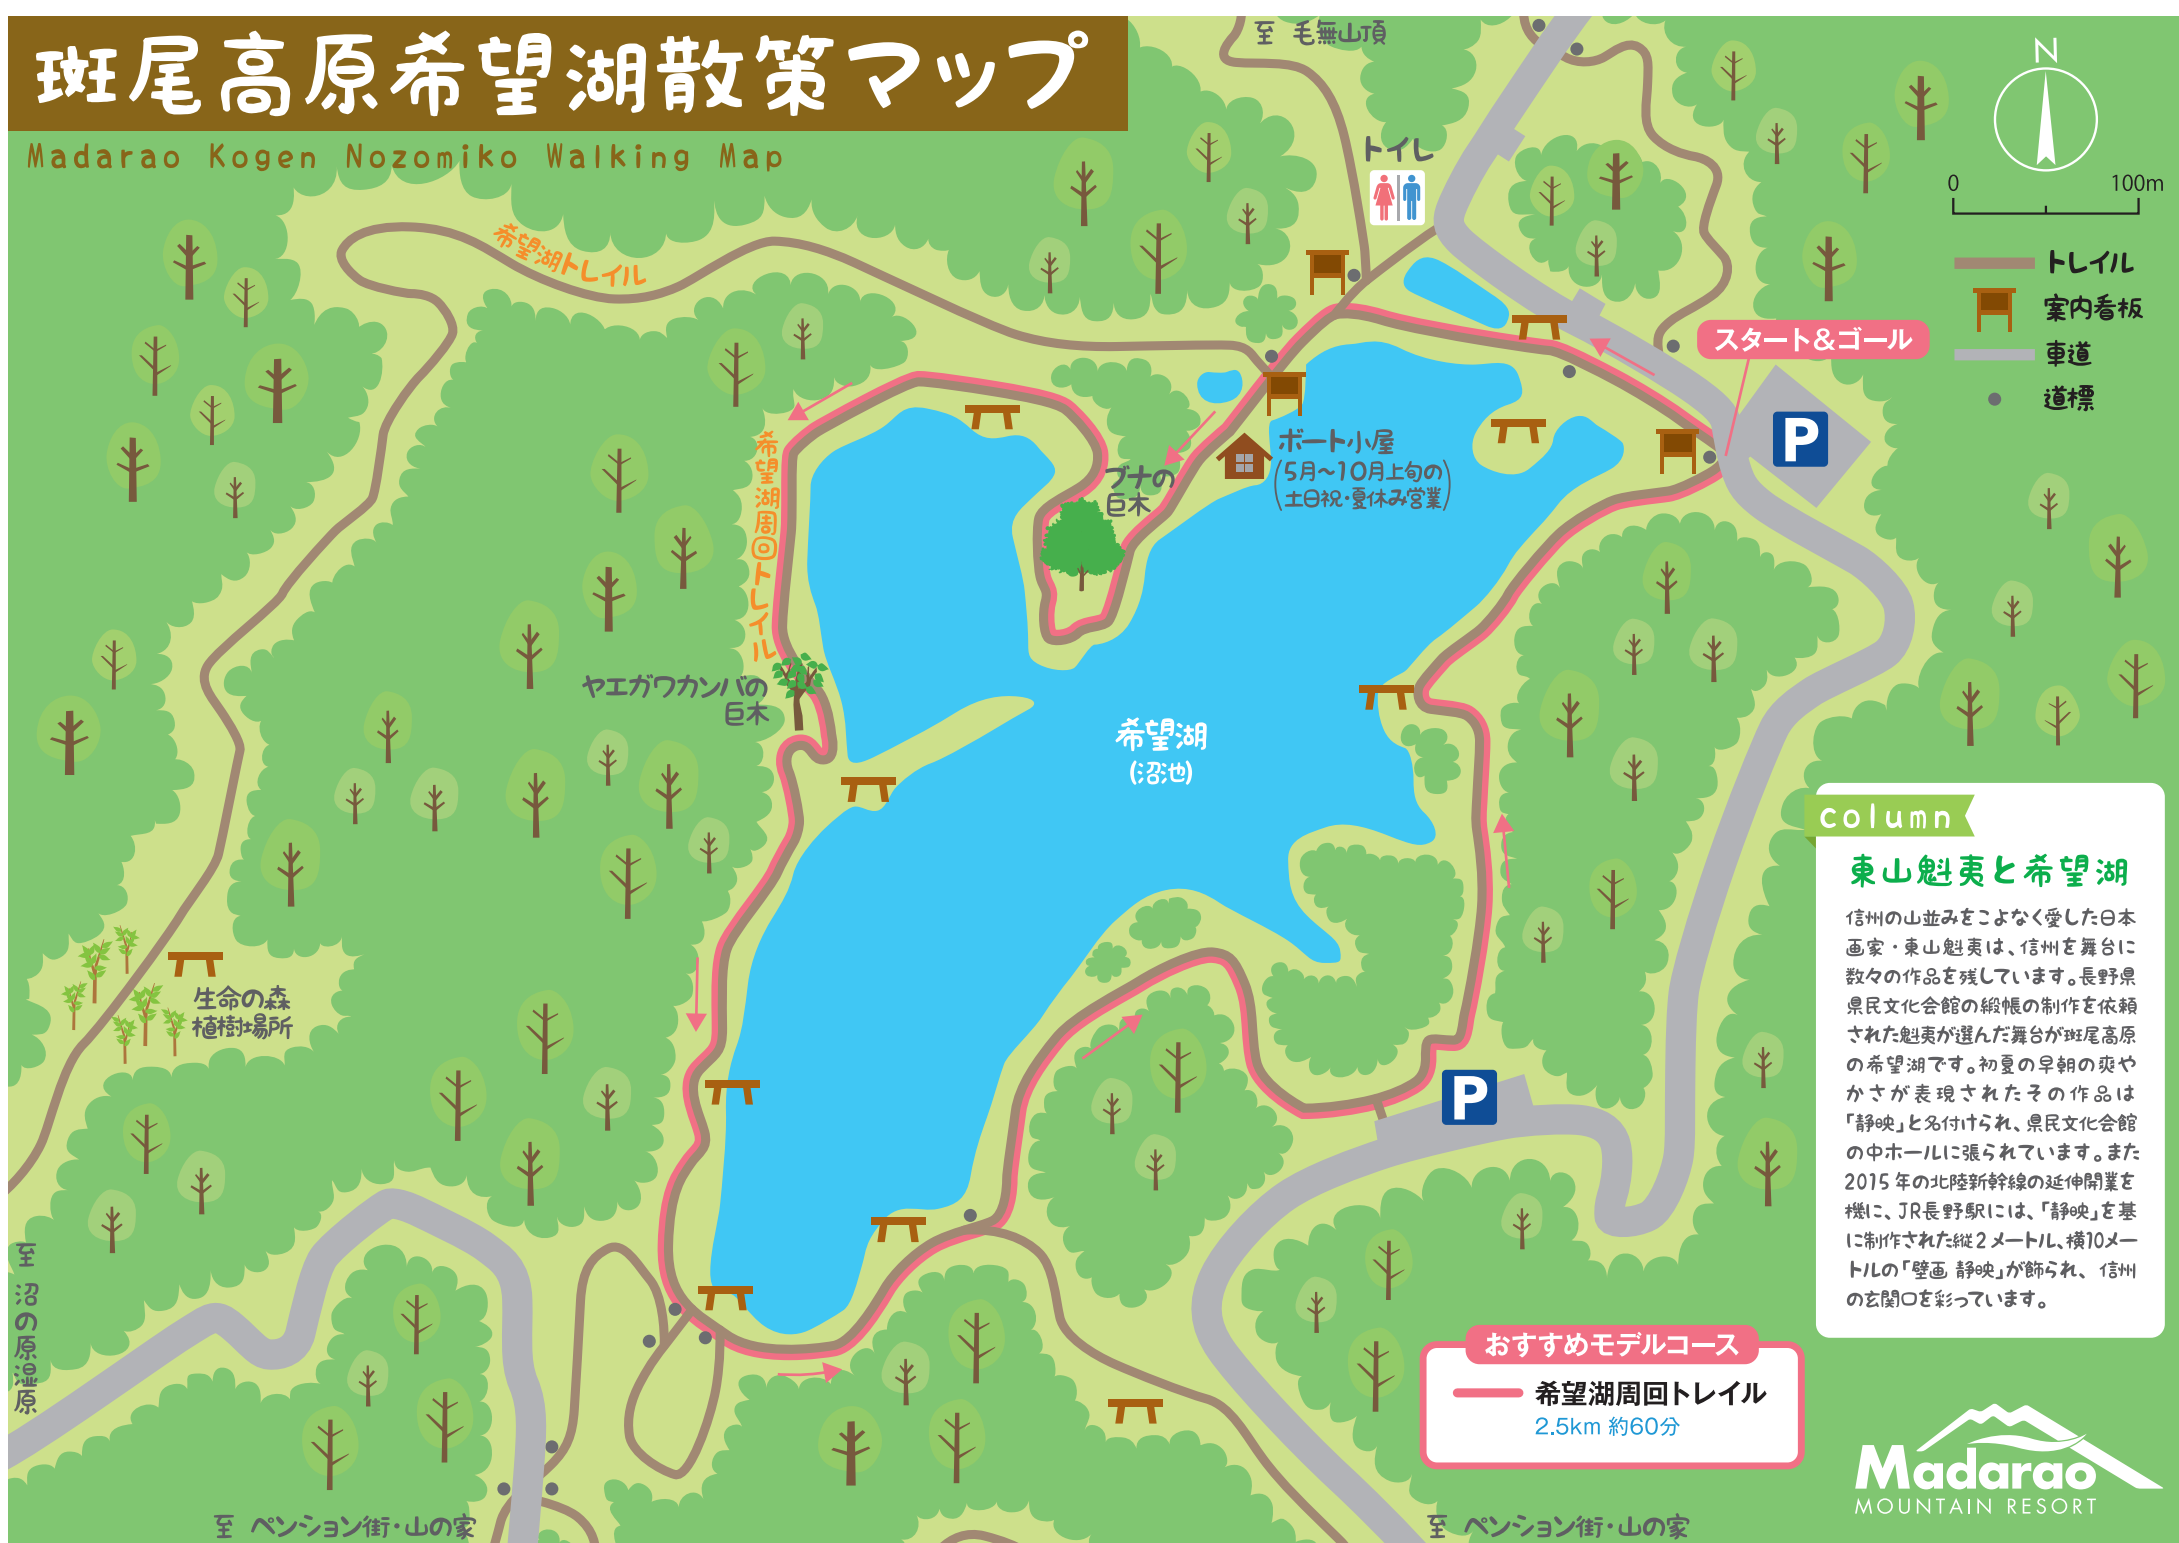 斑尾高原希望湖散策マップ
Madarao Kogen Nozomiko Walking Map
至 毛無山頂
トイレ
N
0 100m
トレイル
案内看板
車道
道標
スタート&ゴール
P
希望湖トレイル
ボート小屋
(5月〜10月上旬の
土日祝・夏休み営業)
ブナの
巨木
希望湖周回トレイル
ヤエガワカンバの
巨木
希望湖
(沼池)
生命の森
植樹場所
P
至 沼の原湿原
至 ペンション街・山の家
至 ペンション街・山の家
column
東山魁夷と希望湖
信州の山並みをこよなく愛した日本
画家・東山魁夷は、信州を舞台に
数々の作品を残しています。長野県
県民文化会館の緞帳の制作を依頼
された魁夷が選んだ舞台が斑尾高原
の希望湖です。初夏の早朝の爽や
かさが表現されたその作品は
「静映」と名付けられ、県民文化会館
の中ホールに張られています。また
2015年の北陸新幹線の延伸開業を
機に、JR長野駅には、「静映」を基
に制作された縦2メートル、横10メー
トルの「壁画 静映」が飾られ、信州
の玄関口を彩っています。
おすすめモデルコース
希望湖周回トレイル
2.5km 約60分
Madarao
MOUNTAIN RESORT